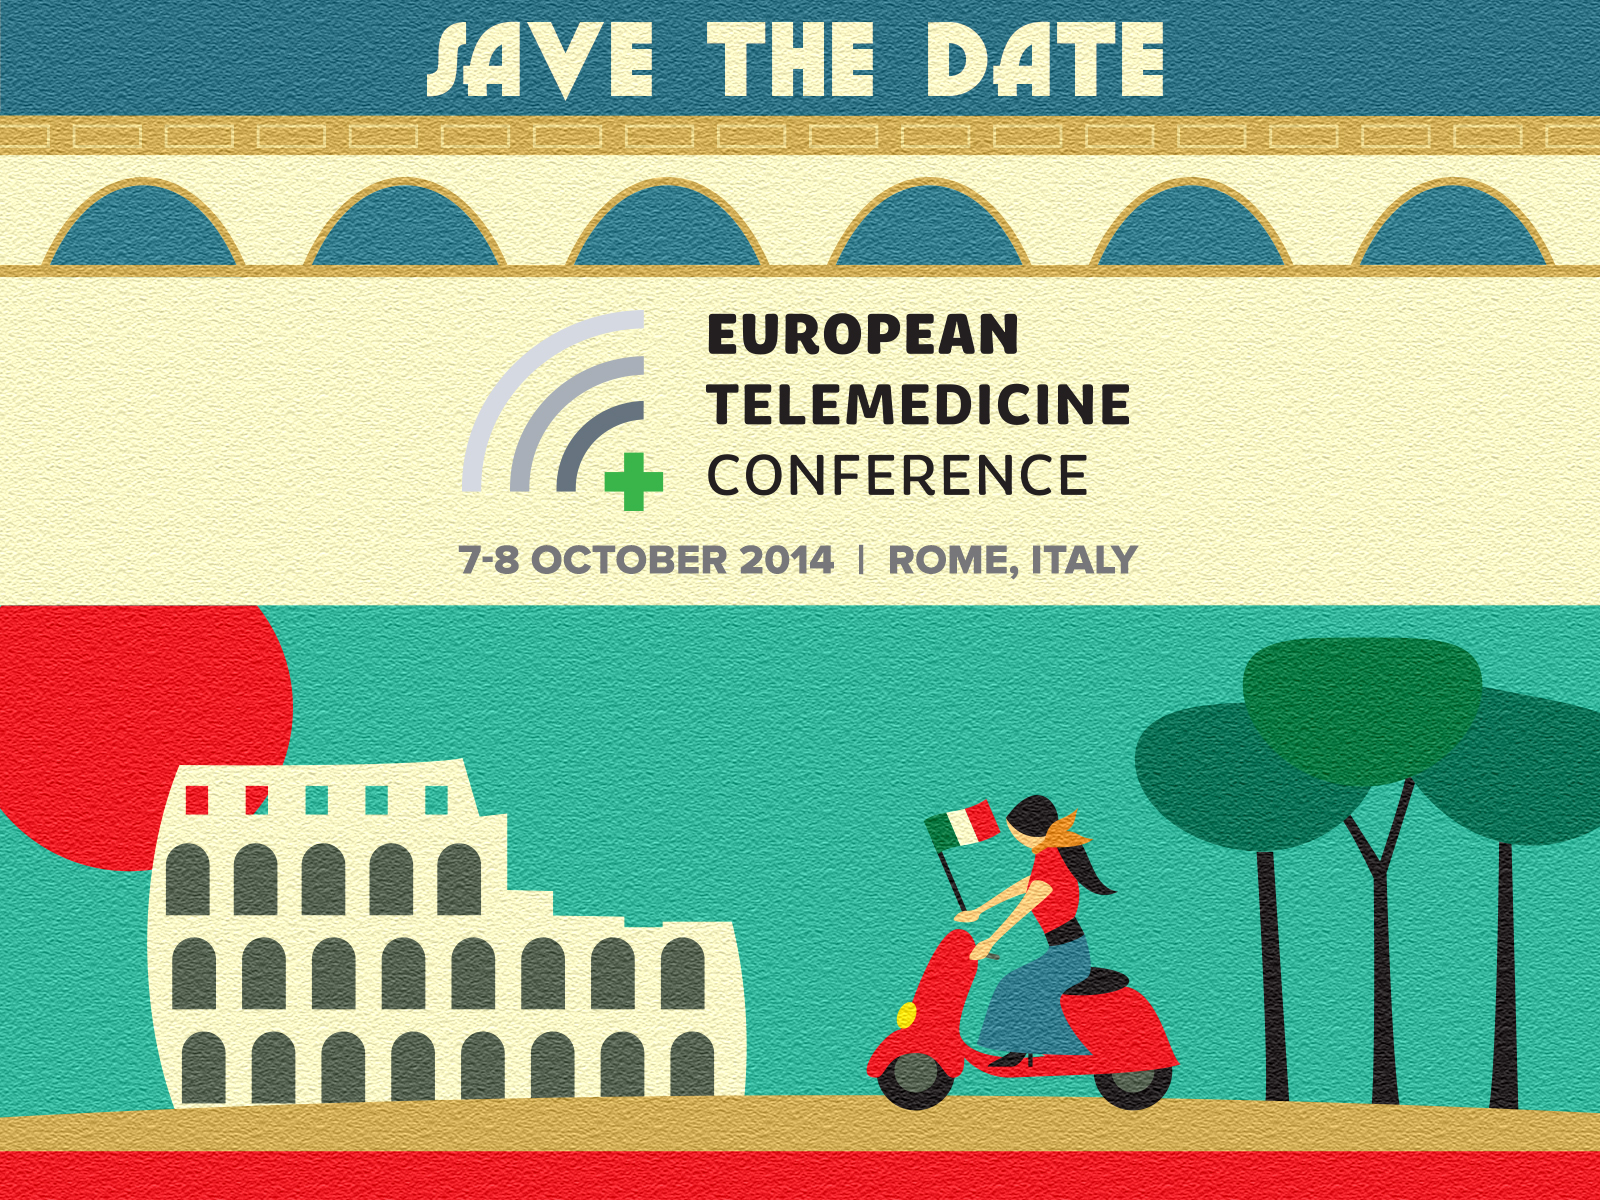 SAVE THE DATE
EUROPEAN
TELEMEDICINE
CONFERENCE
7-8 OCTOBER 2014 | ROME, ITALY